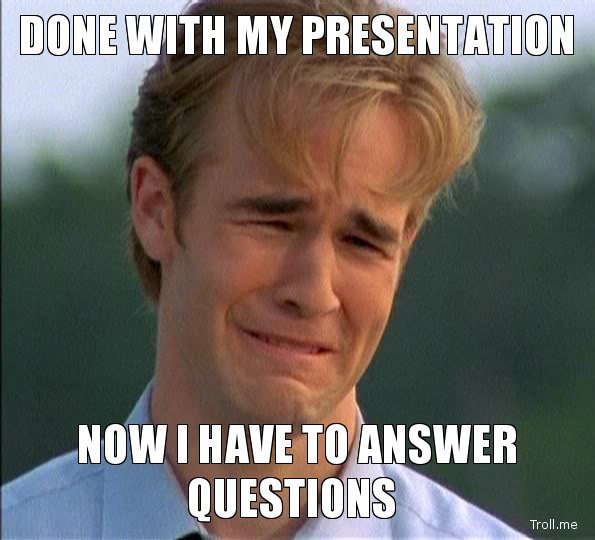 DONE WITH MY PRESENTATION
NOW I HAVE TO ANSWER
QUESTIONS
Troll.me